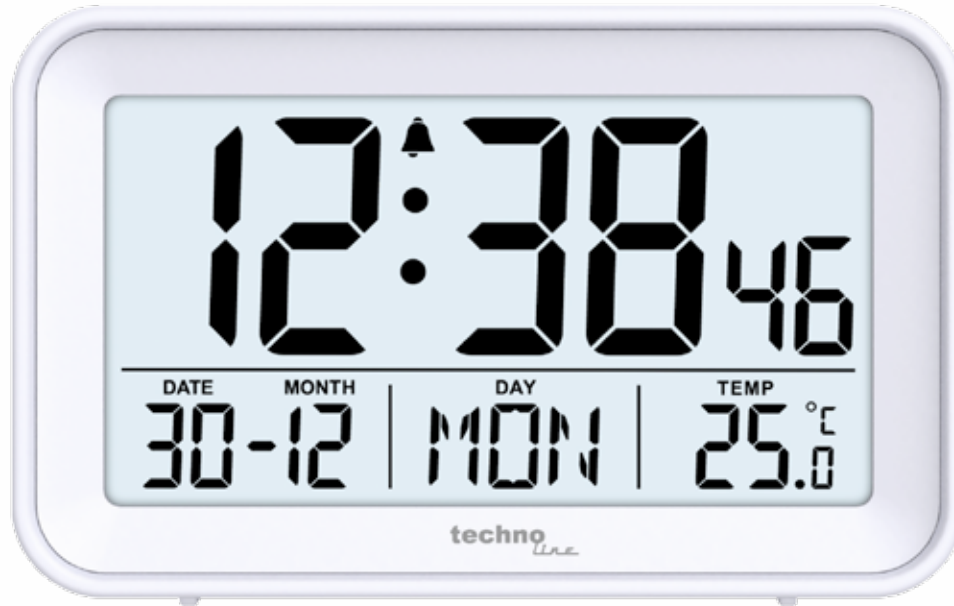 12:38 46
DATE MONTH DAY TEMP
30-12 MON 25.0 °C
techno
line